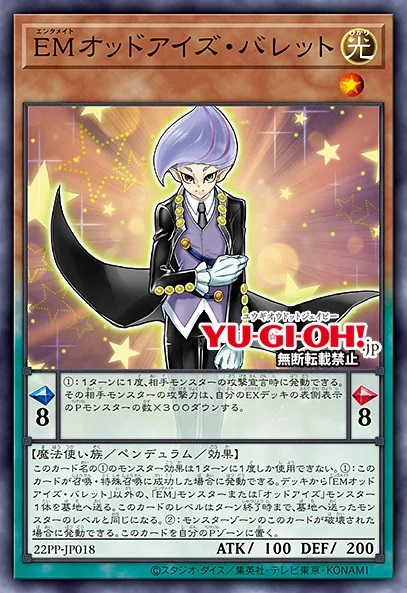 エンタメイト
EMオッドアイズ・バレット
ひかり
光
ユウギオウドットジェイピー
YU-GI-OH!.jp
無断転載禁止
8
①：1ターンに1度、相手モンスターの攻撃宣言時に発動できる。
その相手モンスターの攻撃力は、自分のEXデッキの表側表示
のPモンスターの数×300ダウンする。
8
【魔法使い族／ペンデュラム／効果】
このカード名の①のモンスター効果は1ターンに1度しか使用できない。①：この
カードが召喚・特殊召喚に成功した場合に発動できる。デッキから「EMオッド
アイズ・バレット」以外の、「EM」モンスターまたは「オッドアイズ」モンスター
1体を墓地へ送る。このカードのレベルはターン終了時まで、墓地へ送ったモン
スターのレベルと同じになる。②：モンスターゾーンのこのカードが破壊された
場合に発動できる。このカードを自分のPゾーンに置く。
22PP-JP018
ATK/ 100 DEF/ 200
©スタジオ・ダイス／集英社・テレビ東京・KONAMI